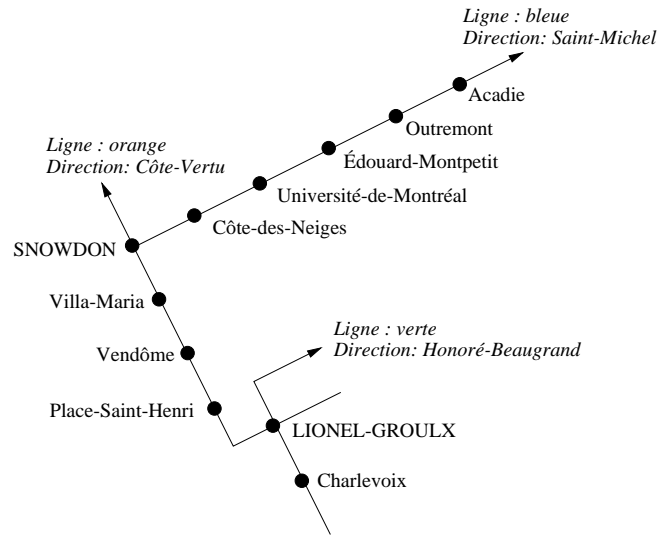 Ligne : bleue
Direction: Saint-Michel
Acadie
Outremont
Ligne : orange
Direction: Côte-Vertu
Édouard-Montpetit
Université-de-Montréal
Côte-des-Neiges
SNOWDON
Villa-Maria
Ligne : verte
Direction: Honoré-Beaugrand
Vendôme
Place-Saint-Henri
LIONEL-GROULX
Charlevoix